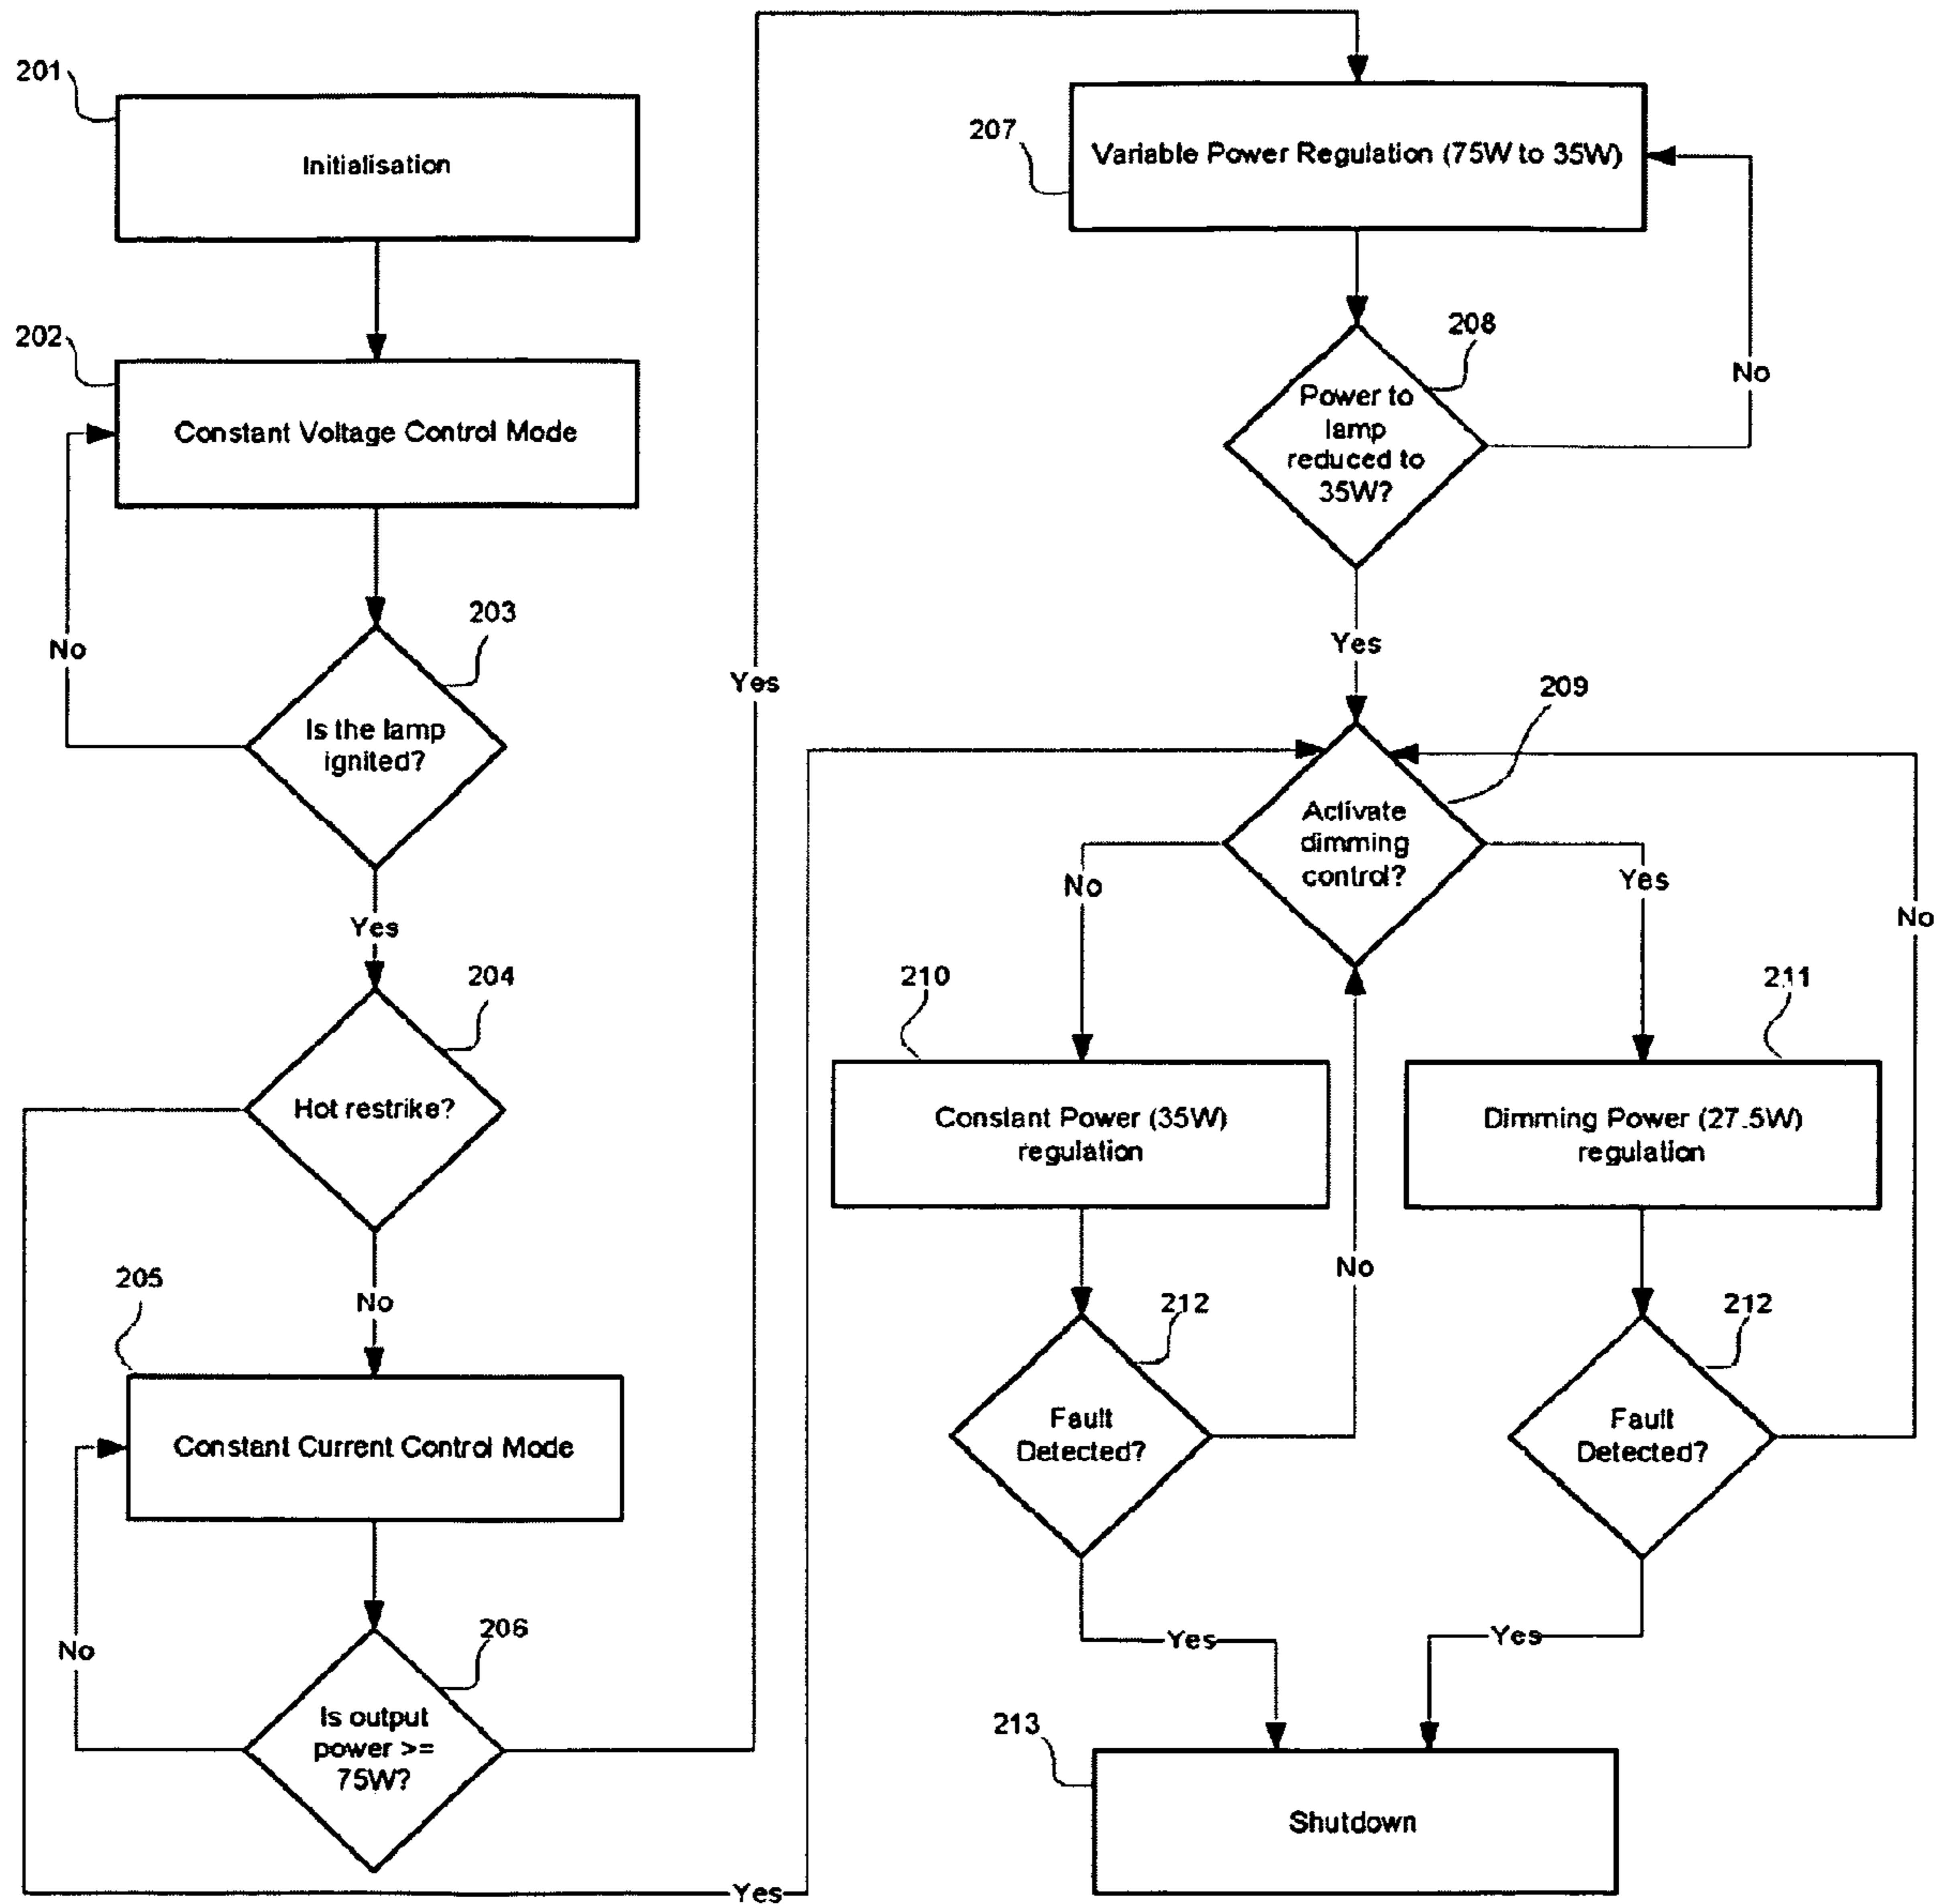 201
Initialisation
202
Constant Voltage Control Mode
No
203
Is the lamp
ignited?
Yes
204
Hot restrike?
No
205
Constant Current Control Mode
No
206
Is output
power >=
75W?
Yes
Yes
207
Variable Power Regulation (75W to 35W)
208
Power to
lamp
reduced to
35W?
No
Yes
209
Activate
dimming
control?
No
Yes
No
210
Constant Power (35W)
regulation
211
Dimming Power (27.5W)
regulation
No
212
Fault
Detected?
212
Fault
Detected?
Yes
Yes
213
Shutdown